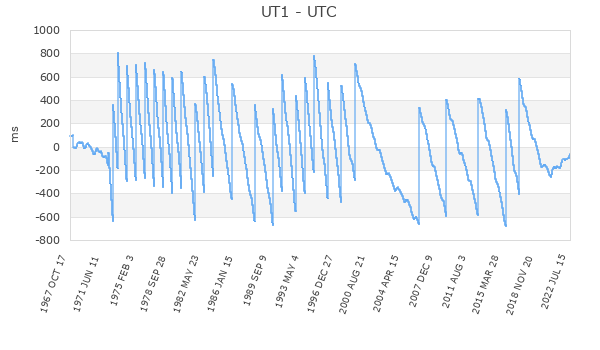 UT1 - UTC
ms
1000
800
600
400
200
0
-200
-400
-600
-800
1967 OCT 17
1971 JUN 11
1975 FEB 3
1978 SEP 28
1982 MAY 23
1986 JAN 15
1989 SEP 9
1993 MAY 4
1996 DEC 27
2000 AUG 21
2004 APR 15
2007 DEC 9
2011 AUG 3
2015 MAR 28
2018 NOV 20
2022 JUL 15